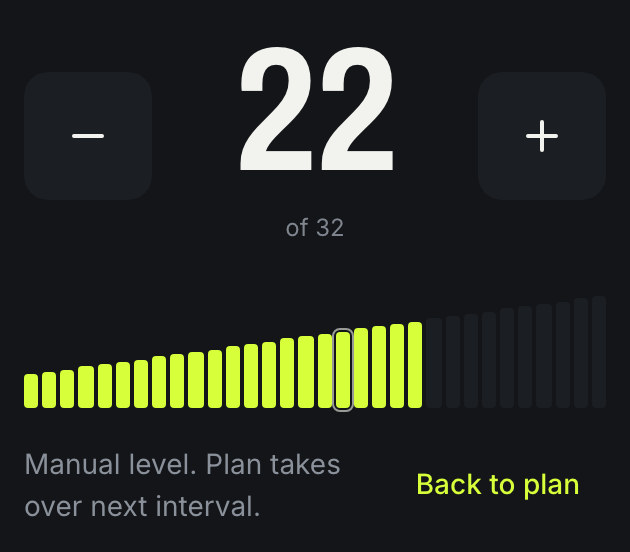 22
of 32
Manual level. Plan takes
over next interval.
Back to plan